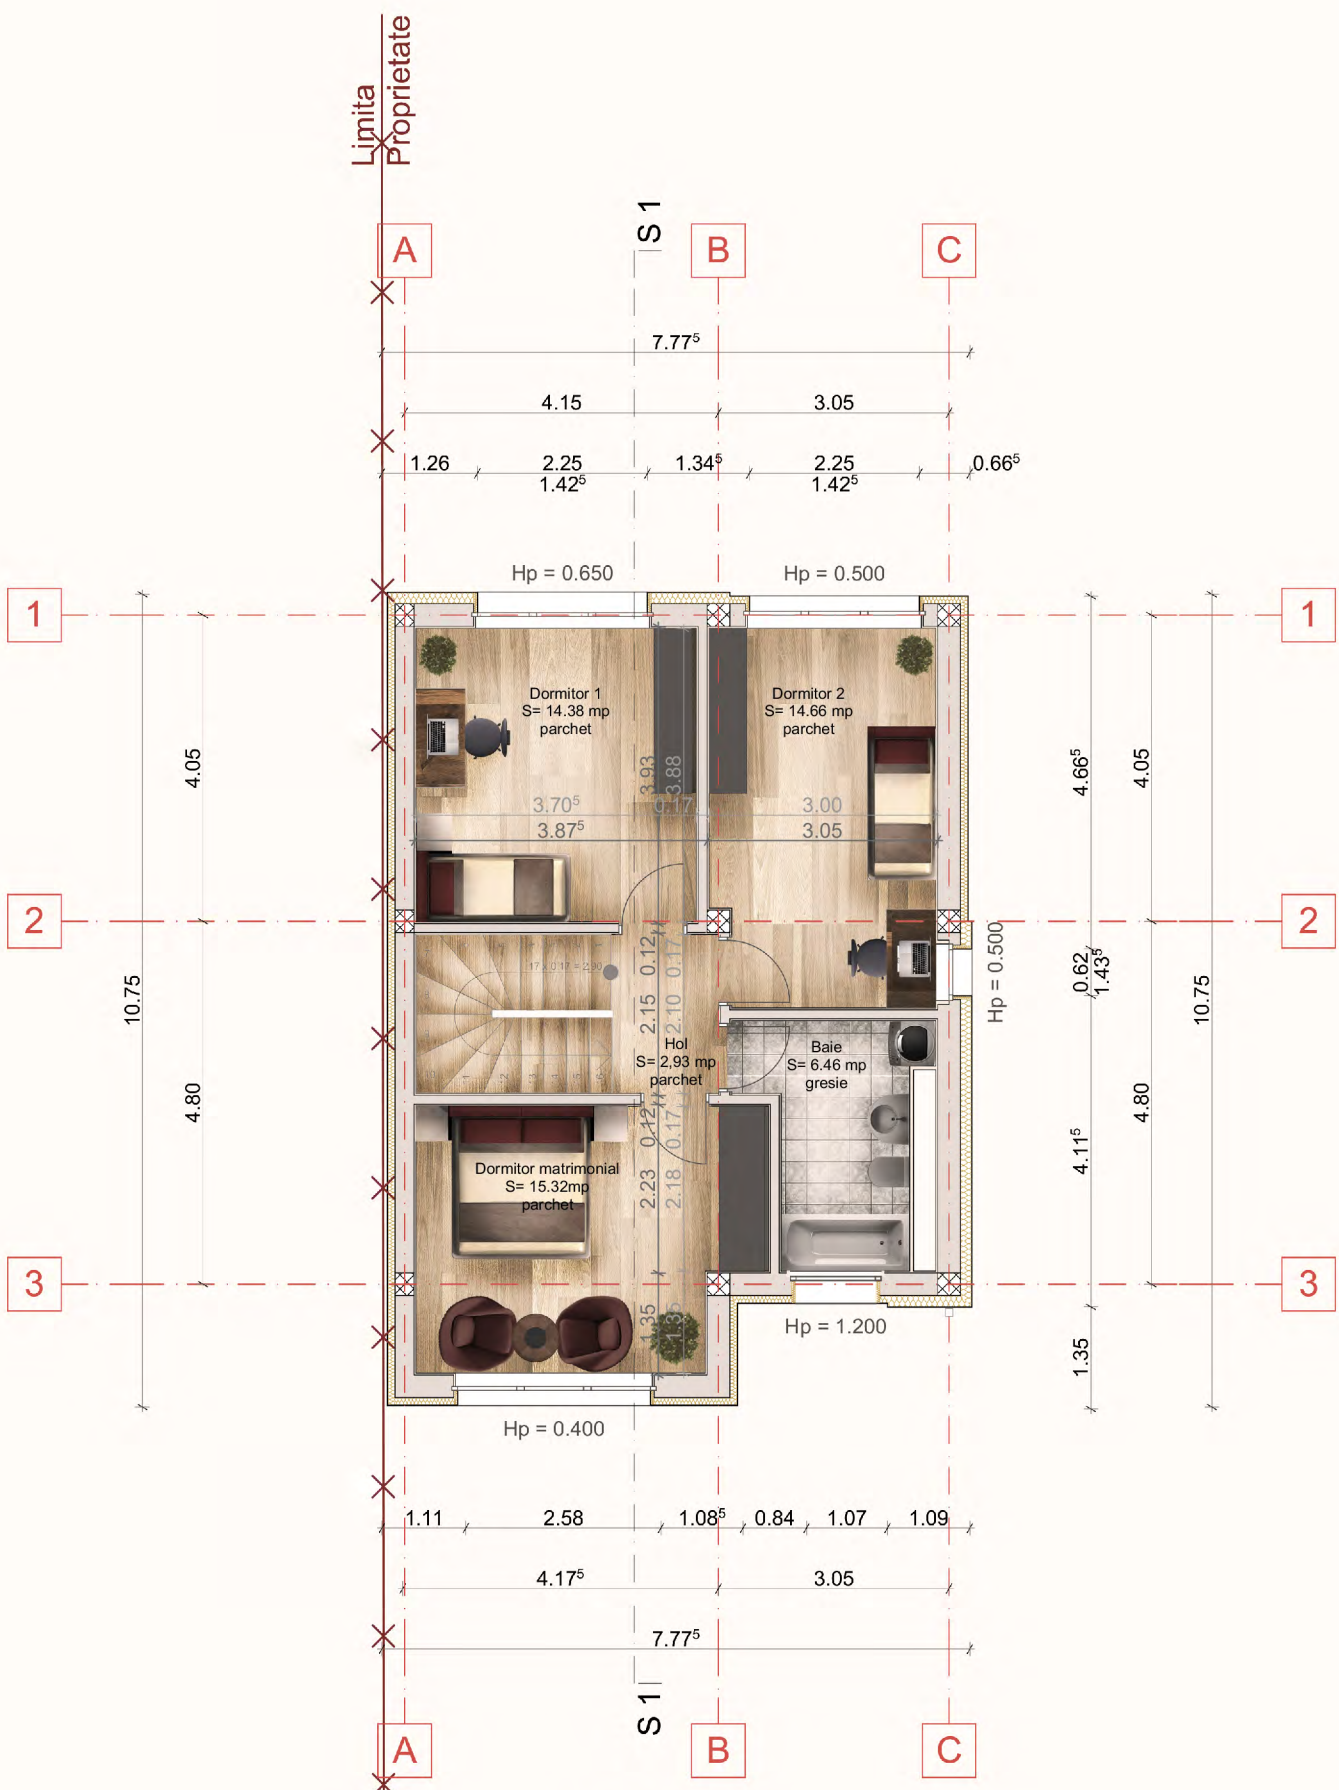 Limita
Proprietate
S 1
A
B
C
7.77⁵
4.15
3.05
1.26
2.25
1.34⁵
2.25
0.66⁵
1.42⁵
1.42⁵
Hp = 0.650
Hp = 0.500
1
1
Dormitor 1
S= 14.38 mp
parchet
Dormitor 2
S= 14.66 mp
parchet
4.05
3.93
3.88
4.66⁵
4.05
3.70⁵
0.17
3.00
3.87⁵
3.05
2
2
10.75
0.12
0.17
17 x 0.17 = 2.90
Hp = 0.500
0.62
1.43⁵
10.75
2.15
2.10
Hol
S= 2,93 mp
parchet
Baie
S= 6.46 mp
gresie
4.80
0.12
0.17
4.11⁵
4.80
Dormitor matrimonial
S= 15.32mp
parchet
2.23
2.18
3
3
1.35
1.35
Hp = 1.200
1.35
Hp = 0.400
1.11
2.58
1.08⁵
0.84
1.07
1.09
4.17⁵
3.05
7.77⁵
S 1
A
B
C